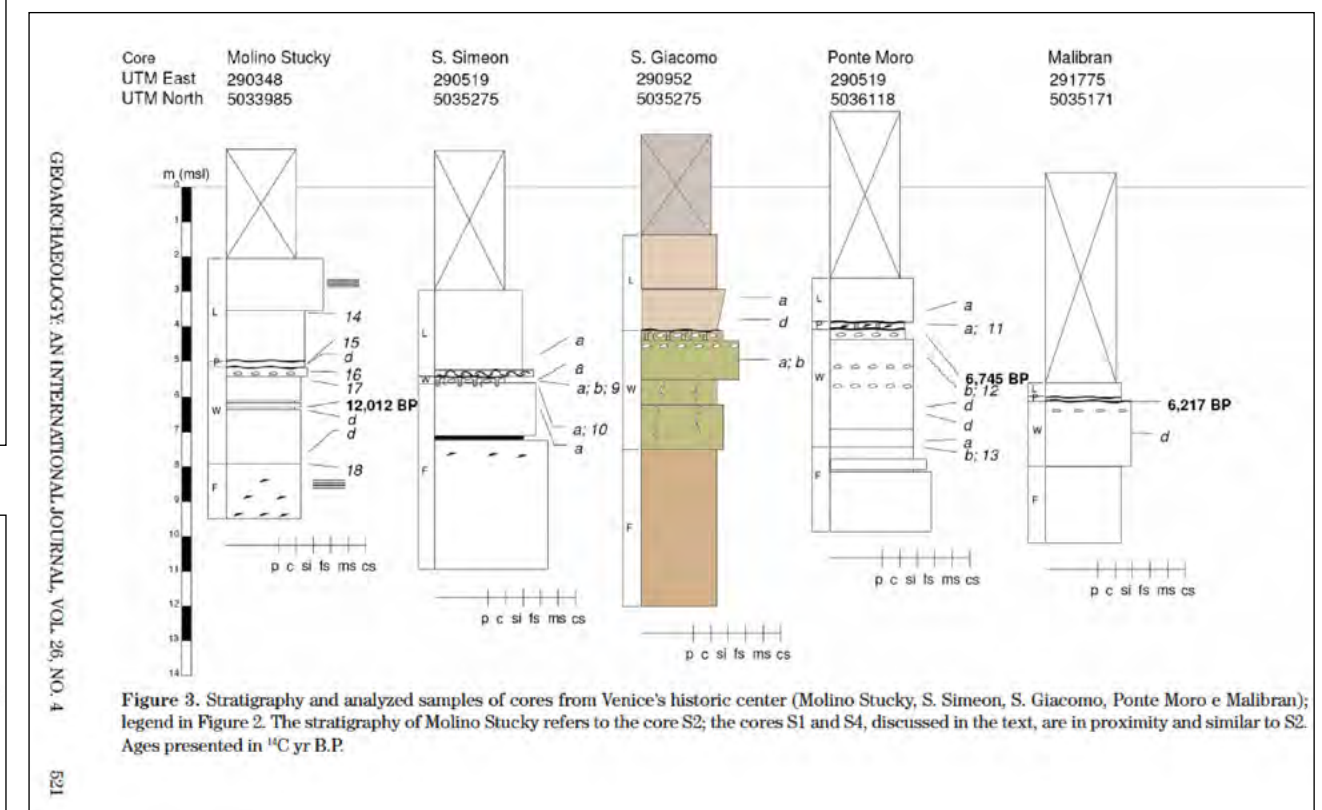 Core Molino Stucky S. Simeon S. Giacomo Ponte Moro Malibran
UTM East 290348 290519 290952 290519 291775
UTM North 5033985 5035275 5035275 5036118 5035171
m (msl)
0
1
2
3
4
5
6
7
8
9
10
11
12
13
14
L
P
W
F
14
15
d
16
17
12,012 BP
d
d
18
p c si fs ms cs
L
W
F
a
a
a; b; 9
a; 10
a
p c si fs ms cs
L
W
F
a
d
a; b
p c si fs ms cs
L
P
W
F
a
a; 11
6,745 BP
b; 12
d
d
a
b; 13
p c si fs ms cs
L
P
W
F
6,217 BP
d
p c si fs ms cs
Figure 3. Stratigraphy and analyzed samples of cores from Venice's historic center (Molino Stucky, S. Simeon, S. Giacomo, Ponte Moro e Malibran);
legend in Figure 2. The stratigraphy of Molino Stucky refers to the core S2; the cores S1 and S4, discussed in the text, are in proximity and similar to S2.
Ages presented in ¹⁴C yr B.P.
GEOARCHAEOLOGY: AN INTERNATIONAL JOURNAL, VOL. 26, NO. 4
521